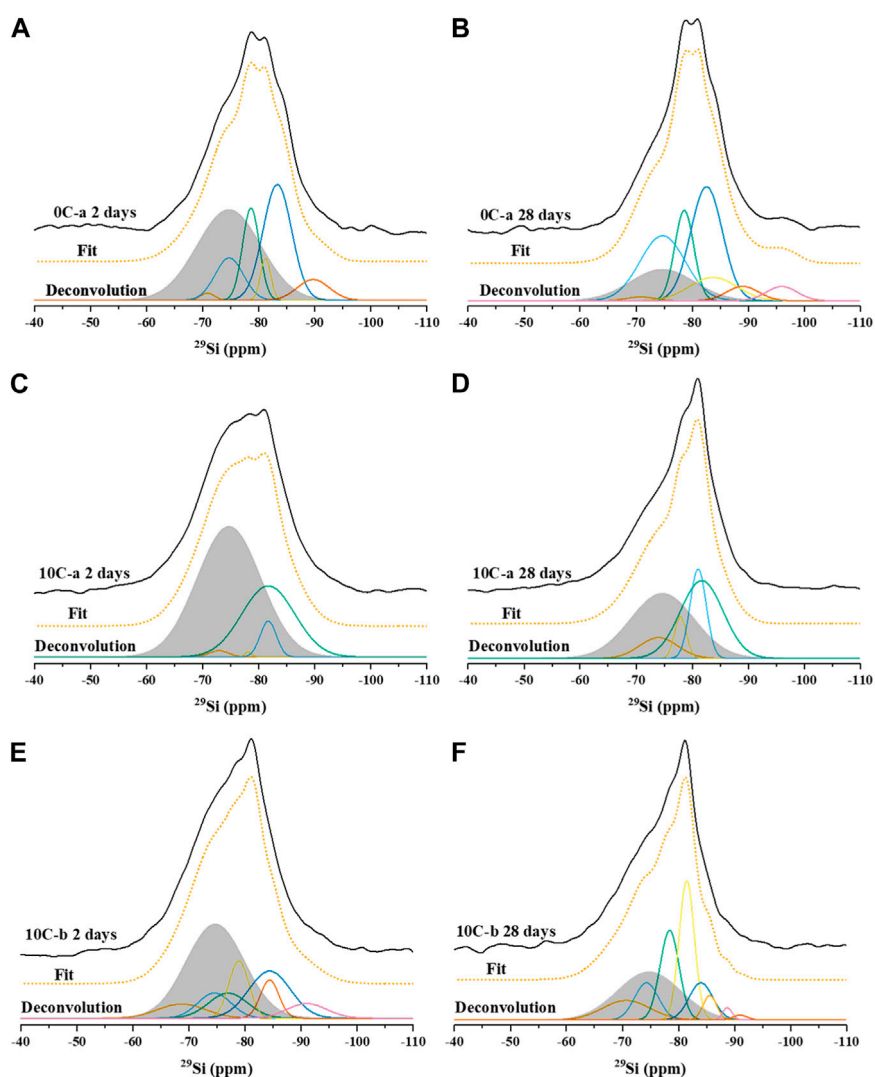 A
0C-a 2 days
Fit
Deconvolution
-40 -50 -60 -70 -80 -90 -100 -110
29Si (ppm)
B
0C-a 28 days
Fit
Deconvolution
-40 -50 -60 -70 -80 -90 -100 -110
29Si (ppm)
C
10C-a 2 days
Fit
Deconvolution
-40 -50 -60 -70 -80 -90 -100 -110
29Si (ppm)
D
10C-a 28 days
Fit
Deconvolution
-40 -50 -60 -70 -80 -90 -100 -110
29Si (ppm)
E
10C-b 2 days
Fit
Deconvolution
-40 -50 -60 -70 -80 -90 -100 -110
29Si (ppm)
F
10C-b 28 days
Fit
Deconvolution
-40 -50 -60 -70 -80 -90 -100 -110
29Si (ppm)